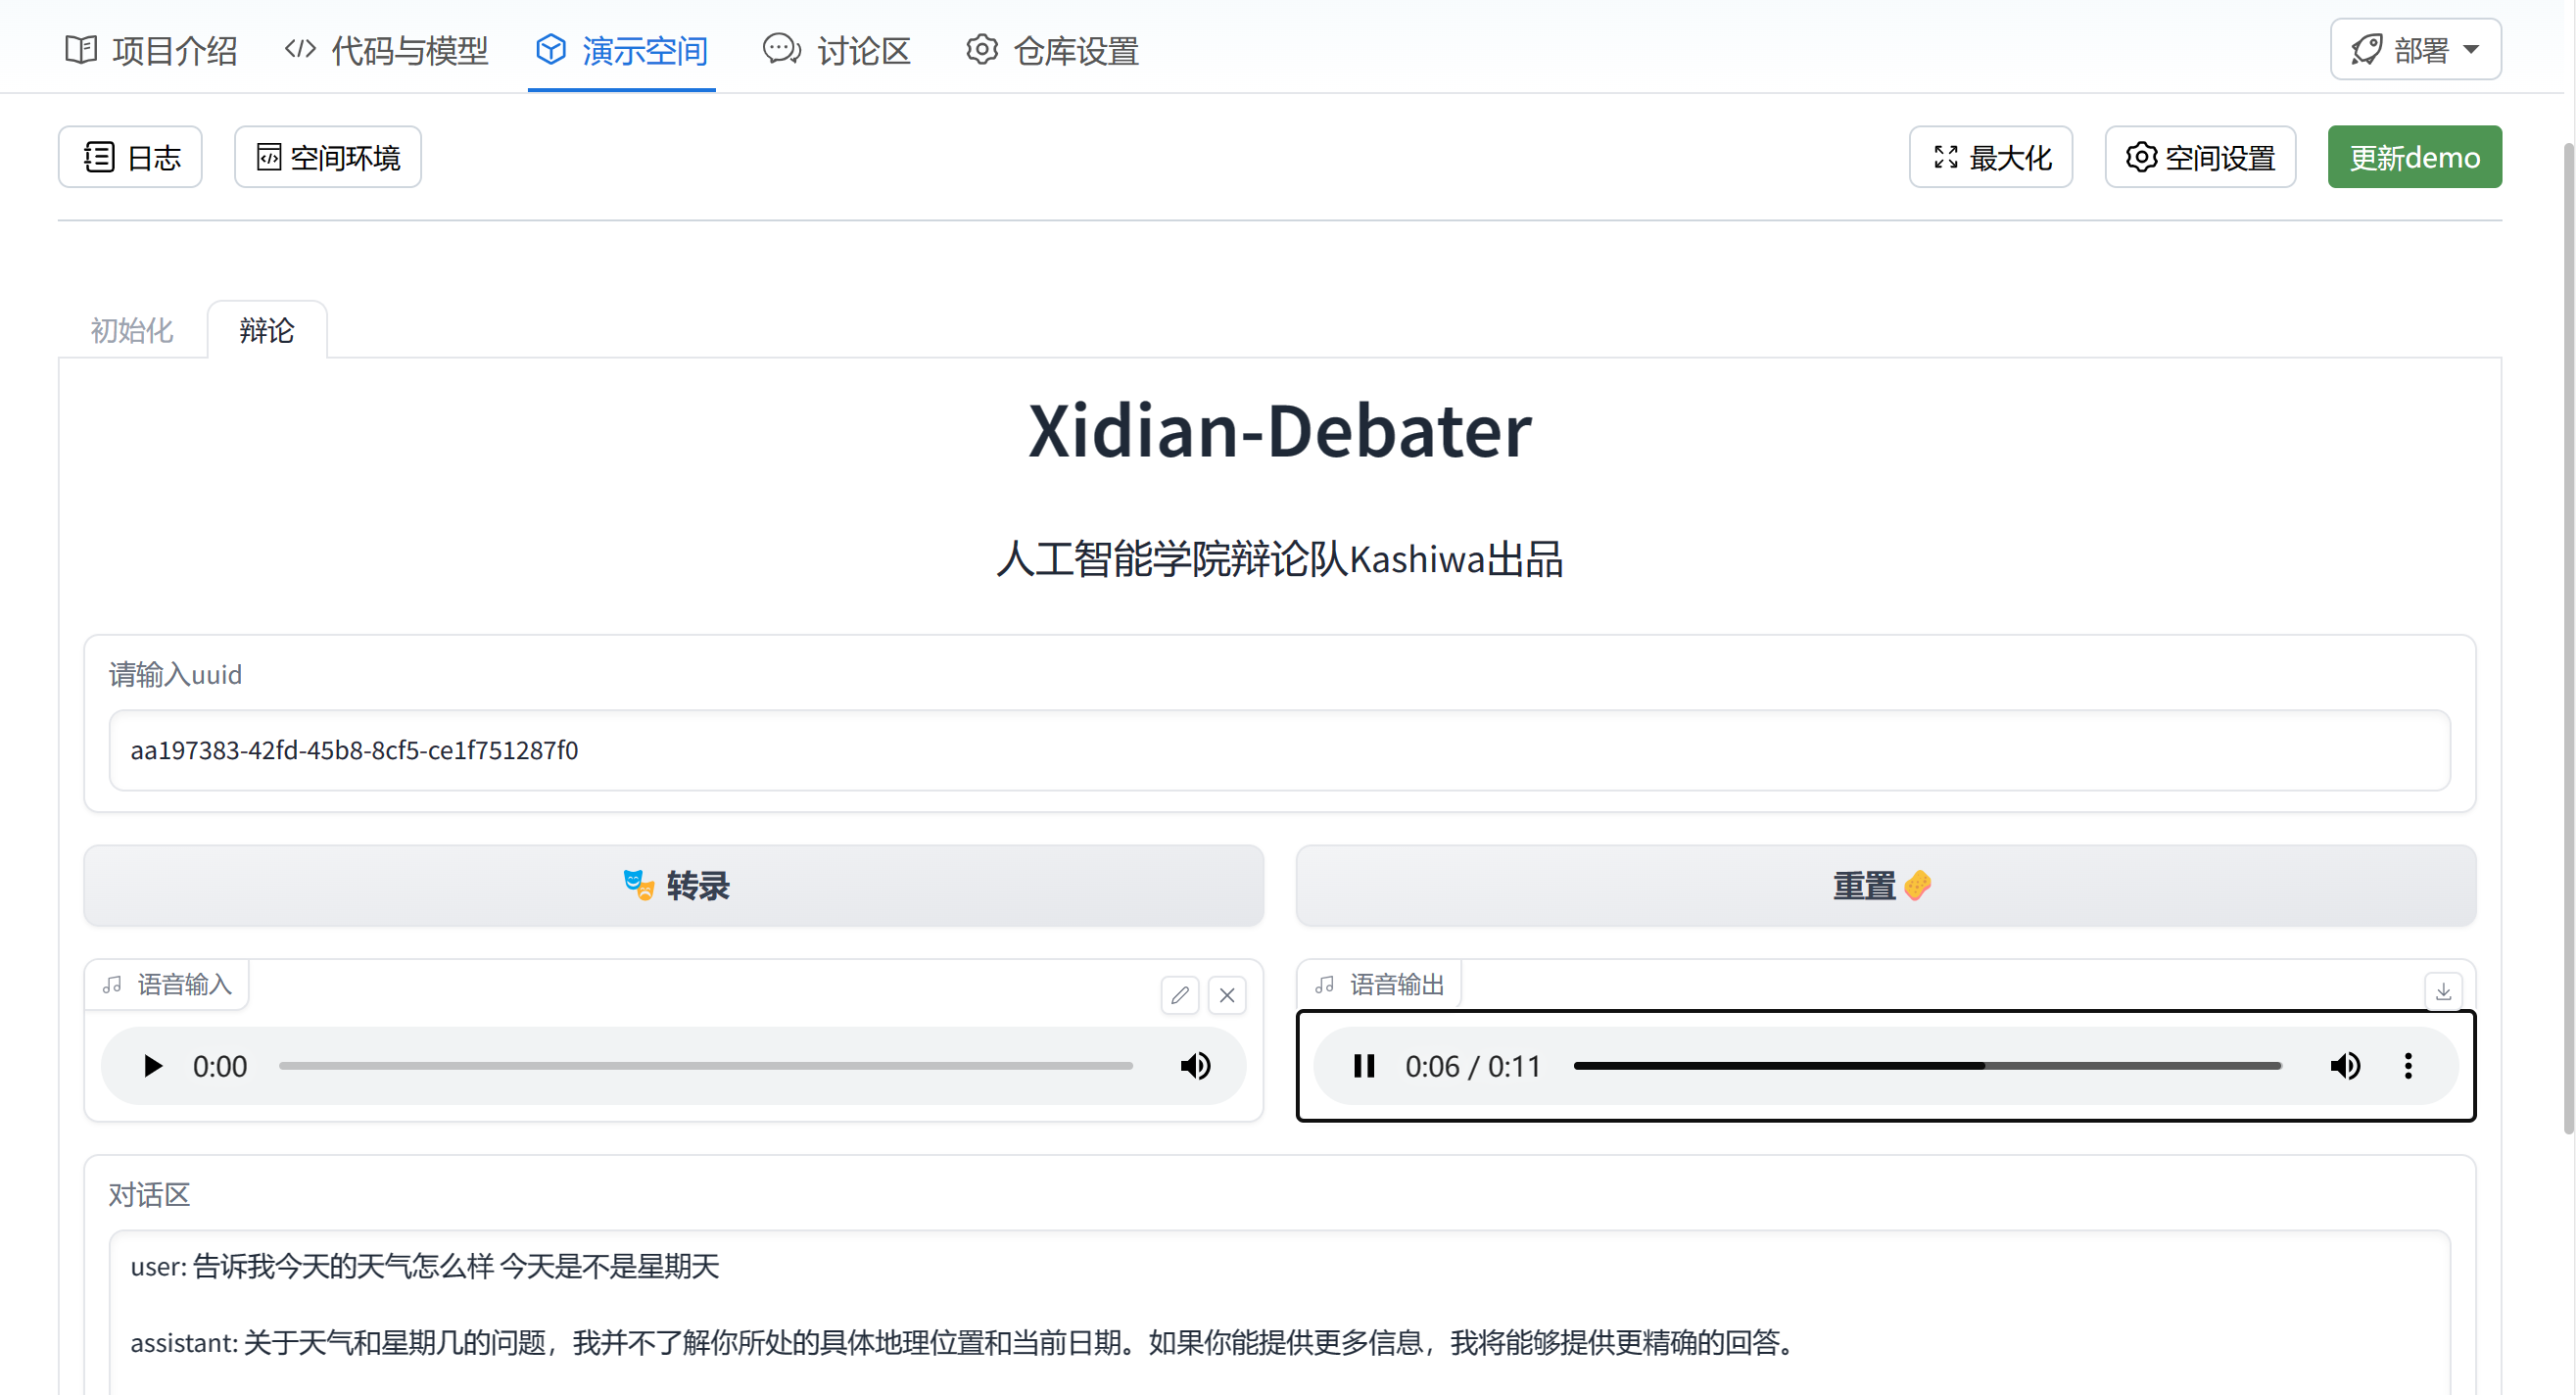 项目介绍 代码与模型 演示空间 讨论区 仓库设置 部署
日志 空间环境 最大化 空间设置 更新demo
初始化 辩论
Xidian-Debater
人工智能学院辩论队Kashiwa出品
请输入uuid
aa197383-42fd-45b8-8cf5-ce1f751287f0
转录 重置
语音输入 语音输出
0:00 0:06 / 0:11
对话区
user: 告诉我今天的天气怎么样 今天是不是星期天
assistant: 关于天气和星期几的问题，我并不了解你所处的具体地理位置和当前日期。如果你能提供更多信息，我将能够提供更精确的回答。